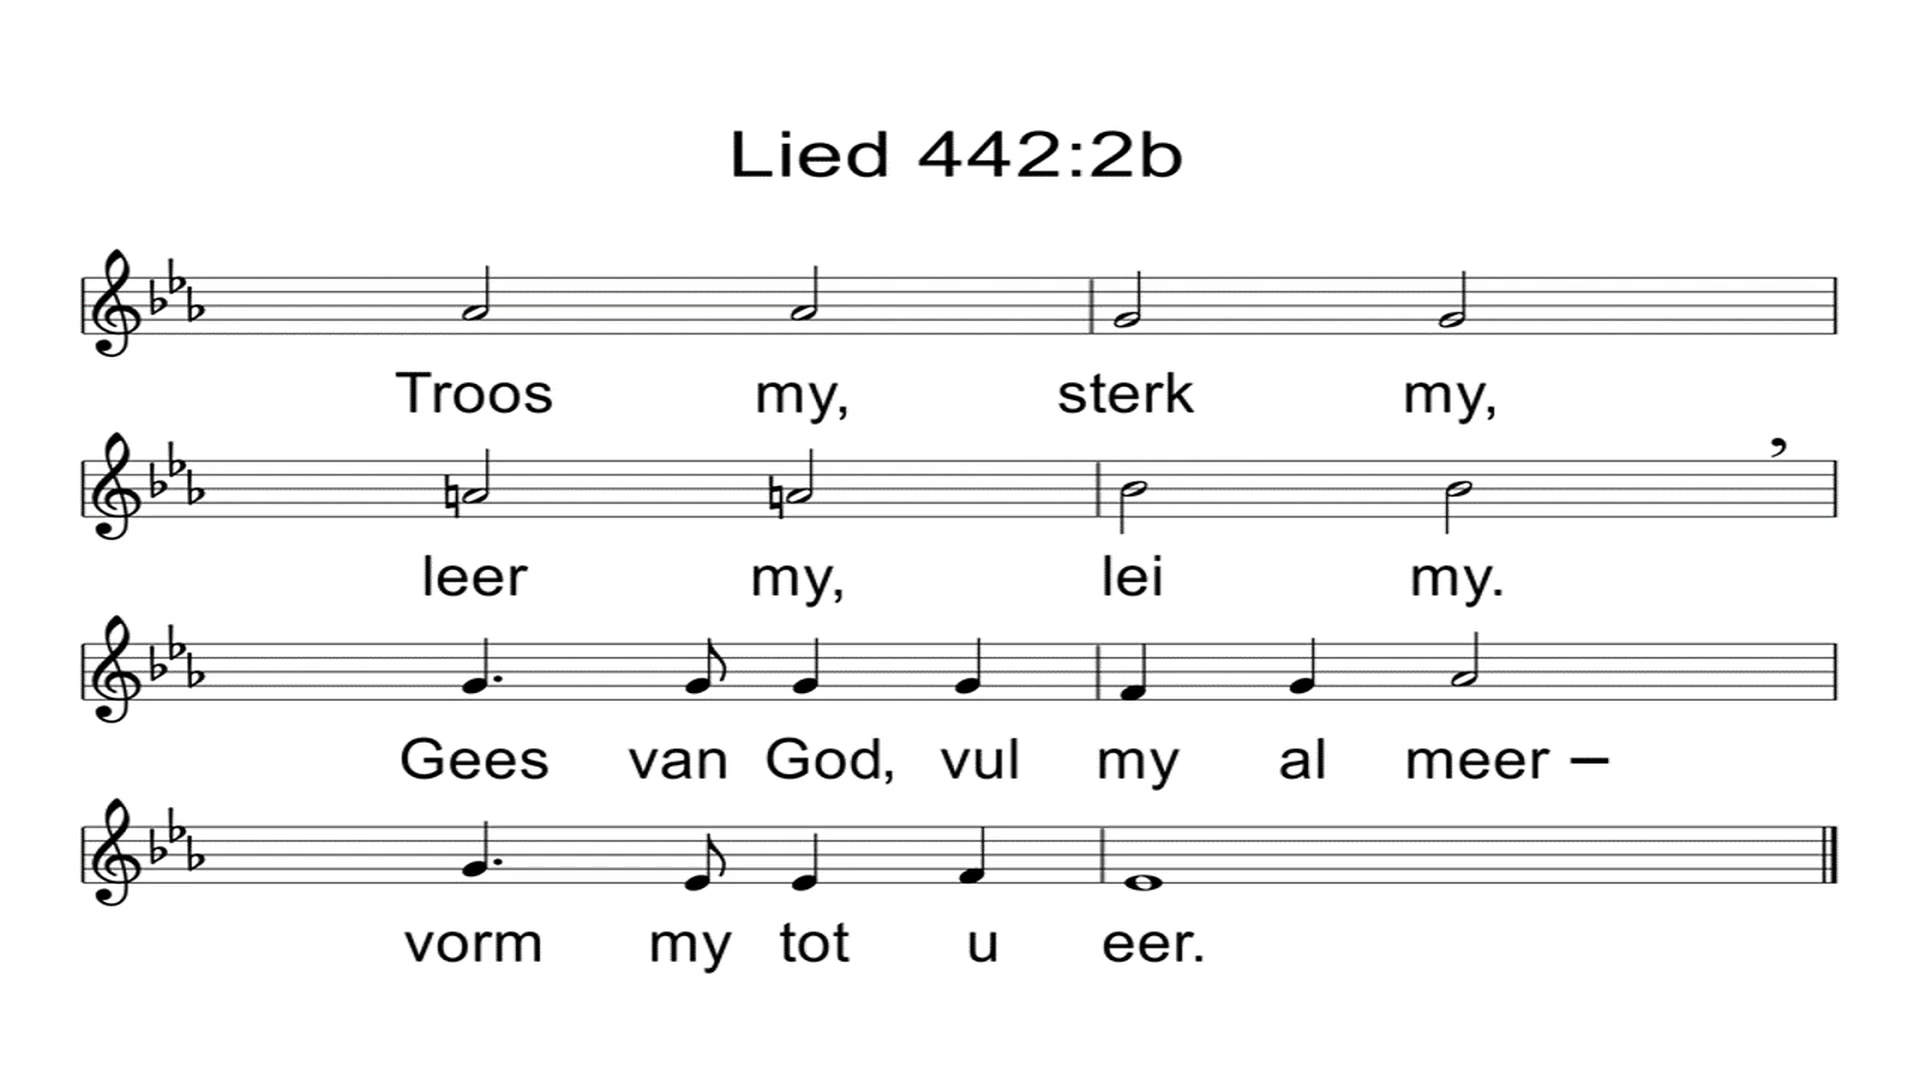 Lied 442:2b
Troos my, sterk my,
leer my, lei my.
Gees van God, vul my al meer –
vorm my tot u eer.